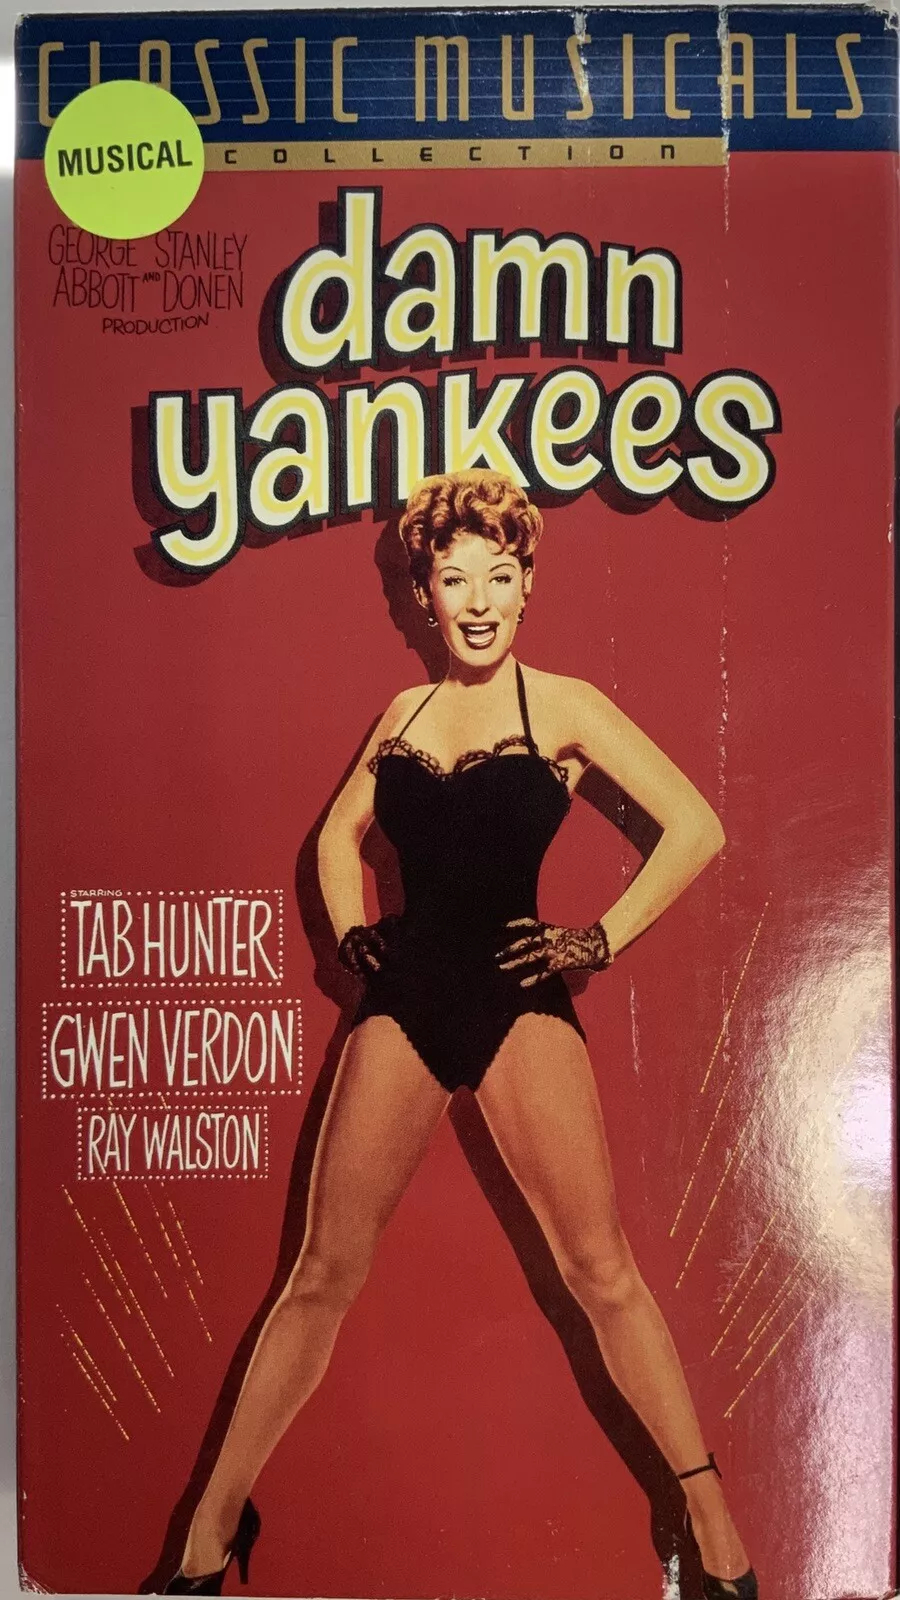 CLASSIC MUSICALS
COLLECTION
MUSICAL
GEORGE STANLEY
ABBOTT AND DONEN
PRODUCTION
damn
yankees
STARRING
TAB HUNTER
GWEN VERDON
RAY WALSTON